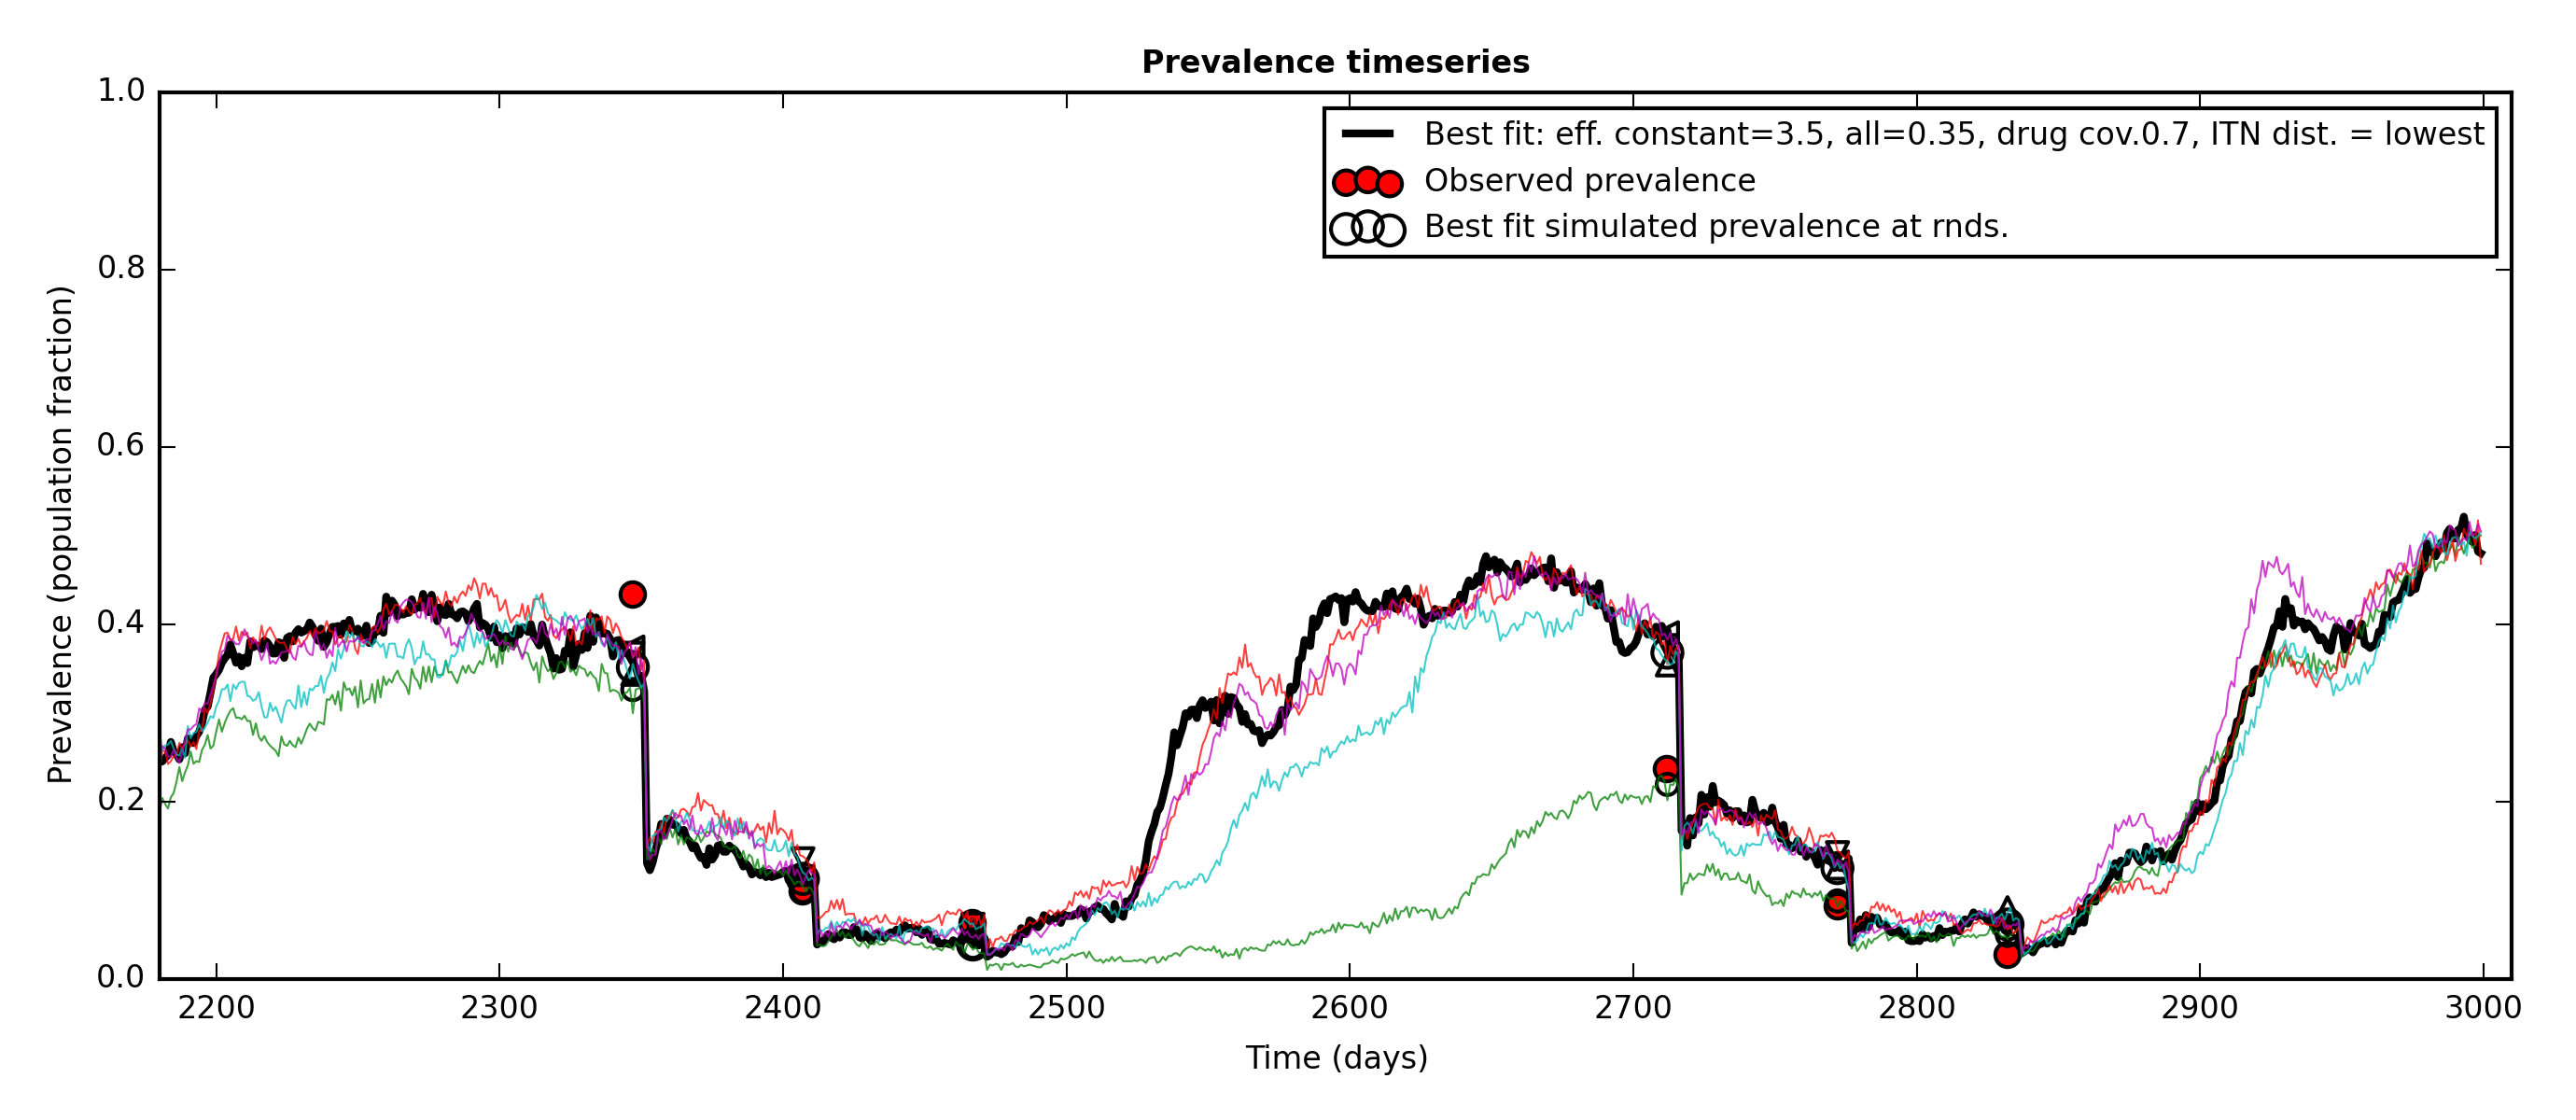 Prevalence timeseries
1.0
0.8
0.6
0.4
0.2
0.0
Prevalence (population fraction)
Best fit: eff. constant=3.5, all=0.35, drug cov.0.7, ITN dist. = lowest
Observed prevalence
Best fit simulated prevalence at rnds.
2200 2300 2400 2500 2600 2700 2800 2900 3000
Time (days)